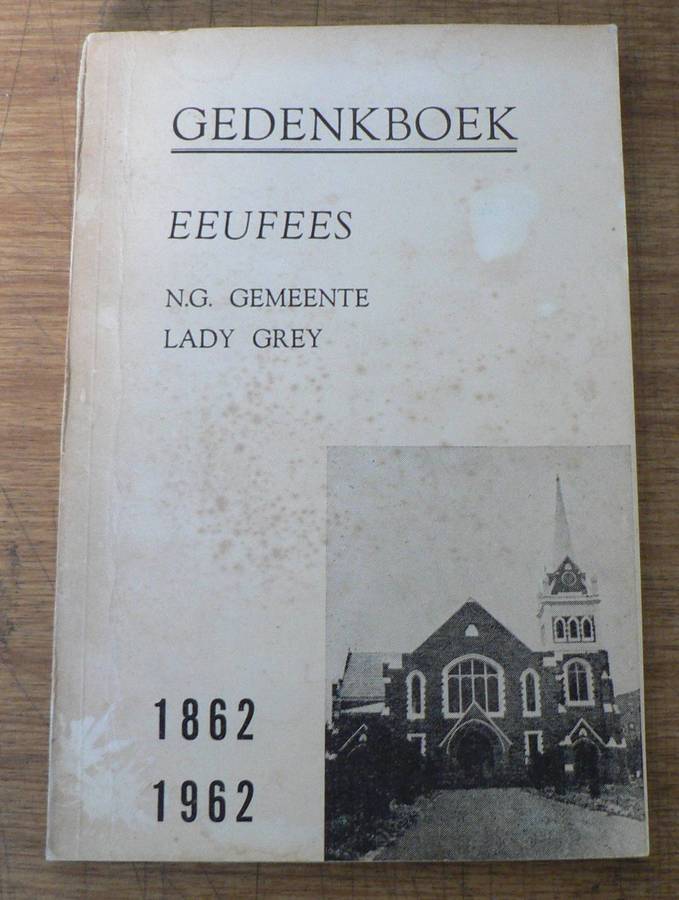 GEDENKBOEK
EEUFEES
N.G. GEMEENTE
LADY GREY
1862
1962